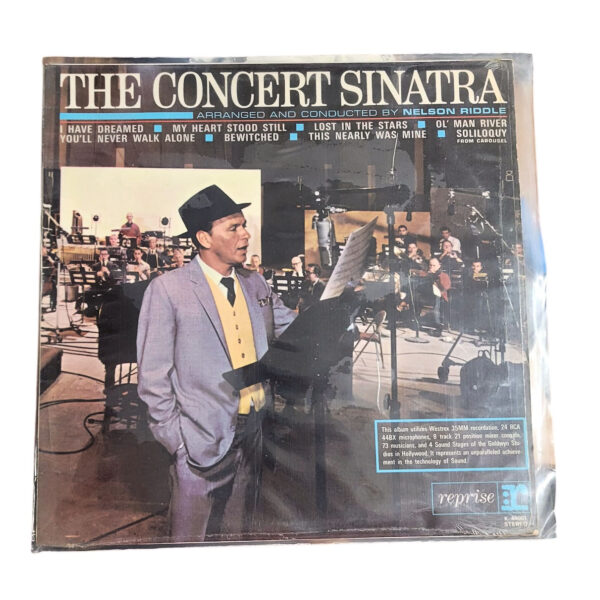 THE CONCERT SINATRA
ARRANGED AND CONDUCTED BY NELSON RIDDLE
I HAVE DREAMED ■ MY HEART STOOD STILL ■ LOST IN THE STARS ■ OL' MAN RIVER
YOU'LL NEVER WALK ALONE ■ BEWITCHED ■ THIS NEARLY WAS MINE ■ SOLILOQUY
FROM CAROUSEL
This album utilizes Westrex 35MM recordation, 24 RCA
44BX microphones, 9 track 21 position mixer console,
73 musicians, and 4 Sound Stages of the Goldwyn Stu-
dios in Hollywood. It represents an unparalleled achieve-
ment in the technology of Sound.
reprise
STEREO